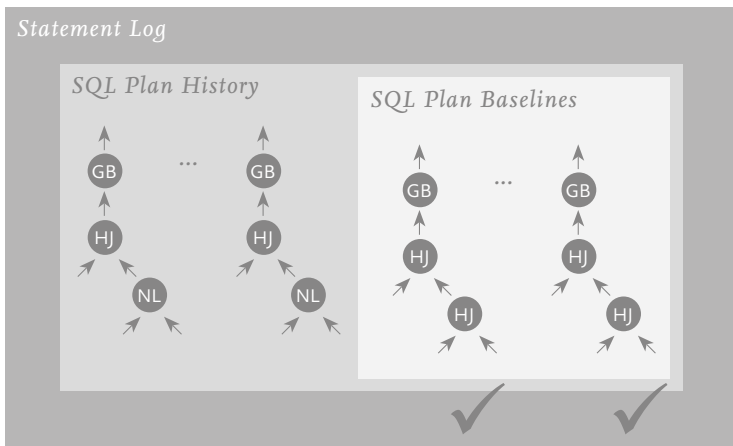 Statement Log
SQL Plan History
SQL Plan Baselines
... 
GB
GB
HJ
HJ
NL
NL
...
GB
GB
HJ
HJ
HJ
HJ